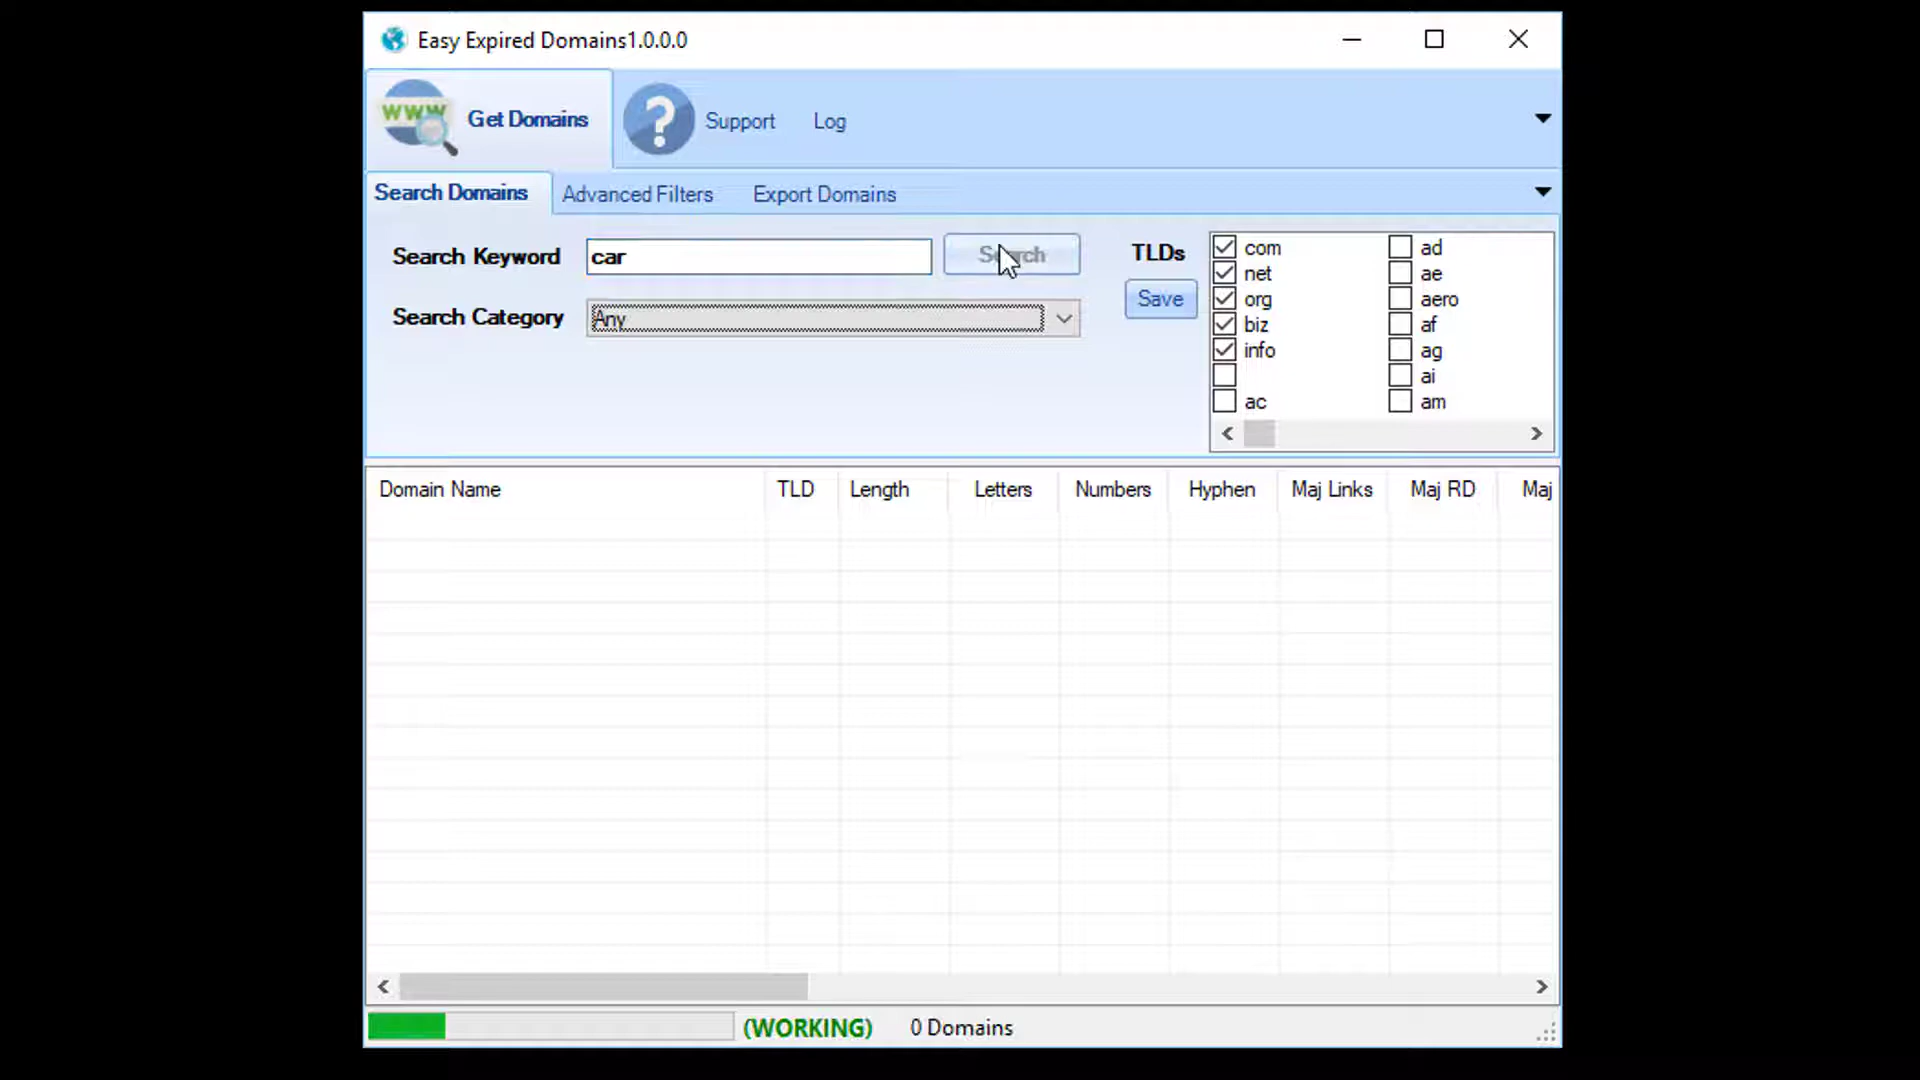 Easy Expired Domains1.0.0.0
WWW Get Domains ? Support Log
Search Domains Advanced Filters Export Domains
Search Keyword car Search TLDs
Save
Search Category Any
com ad
net ae
org aero
biz af
info ag
ai
ac am
Domain Name TLD Length Letters Numbers Hyphen Maj Links Maj RD Maj
(WORKING) 0 Domains